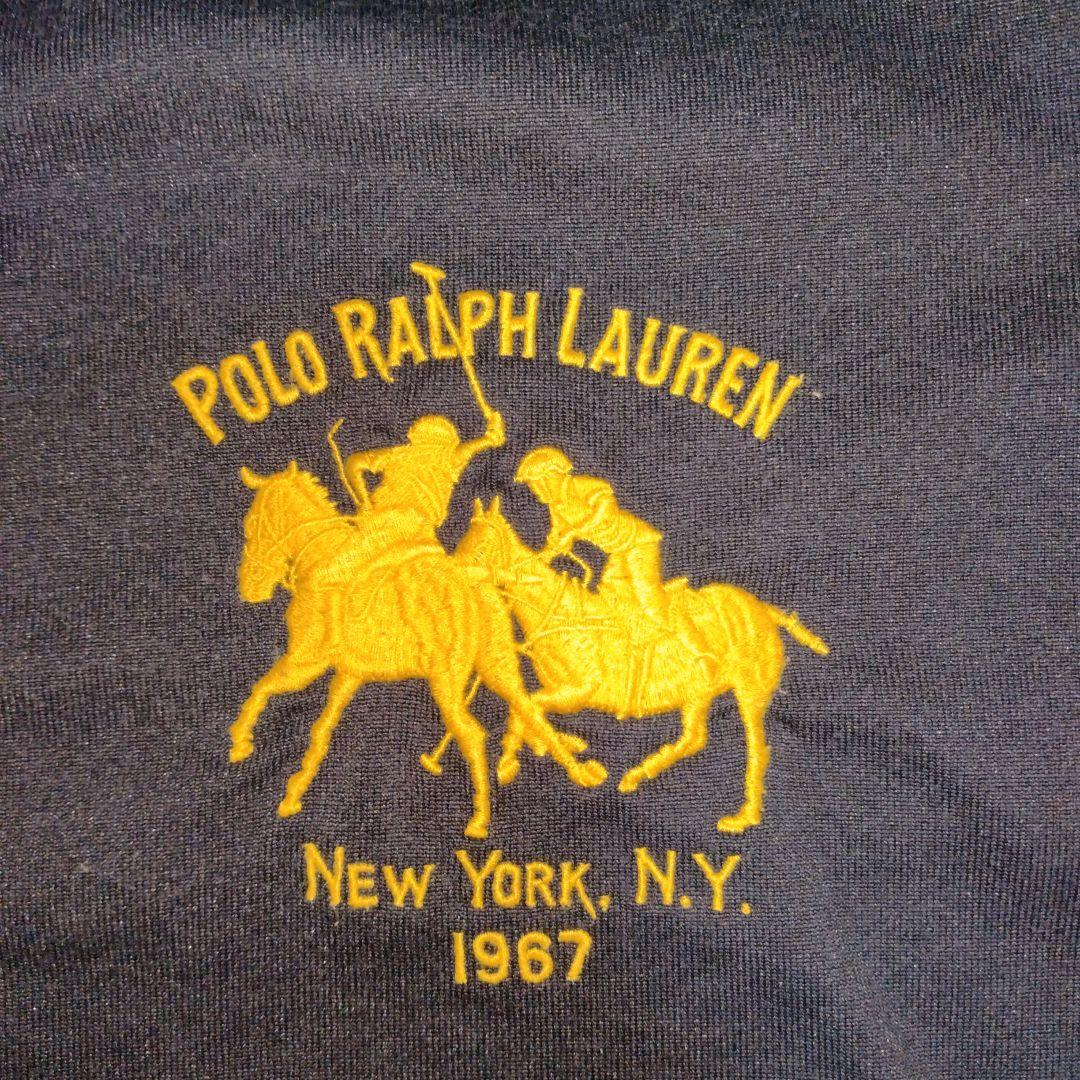 POLO RALPH LAUREN
NEW YORK, N.Y.
1967